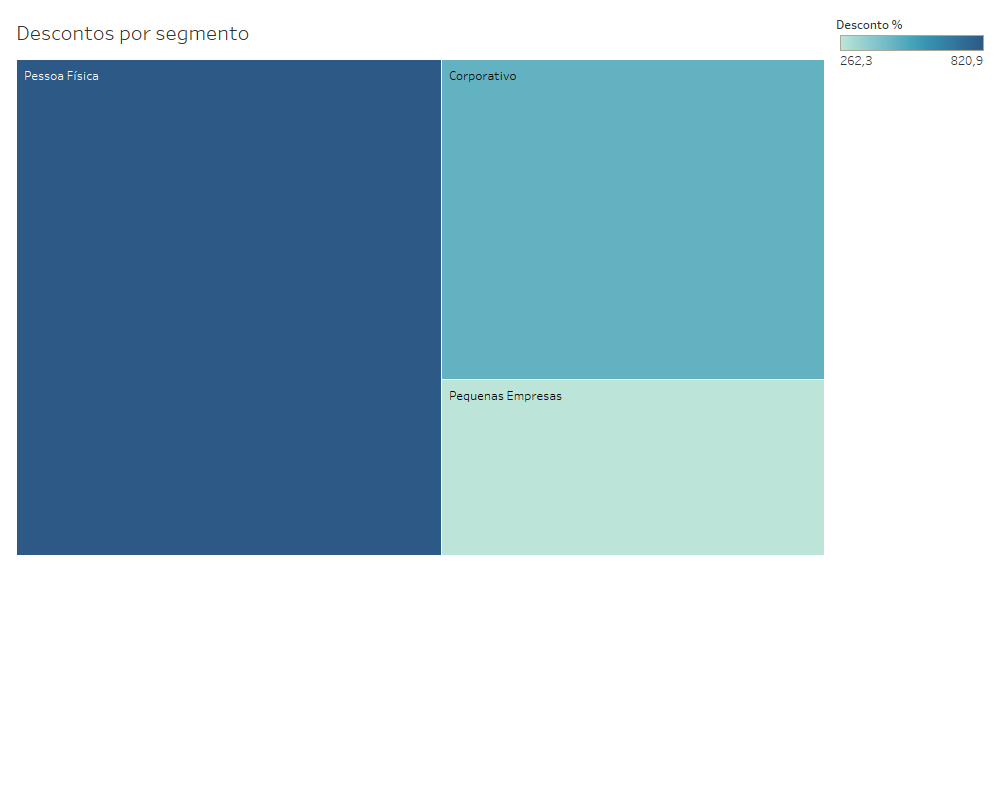 Descontos por segmento
Desconto %
262,3 820,9
Pessoa Física
Corporativo
Pequenas Empresas